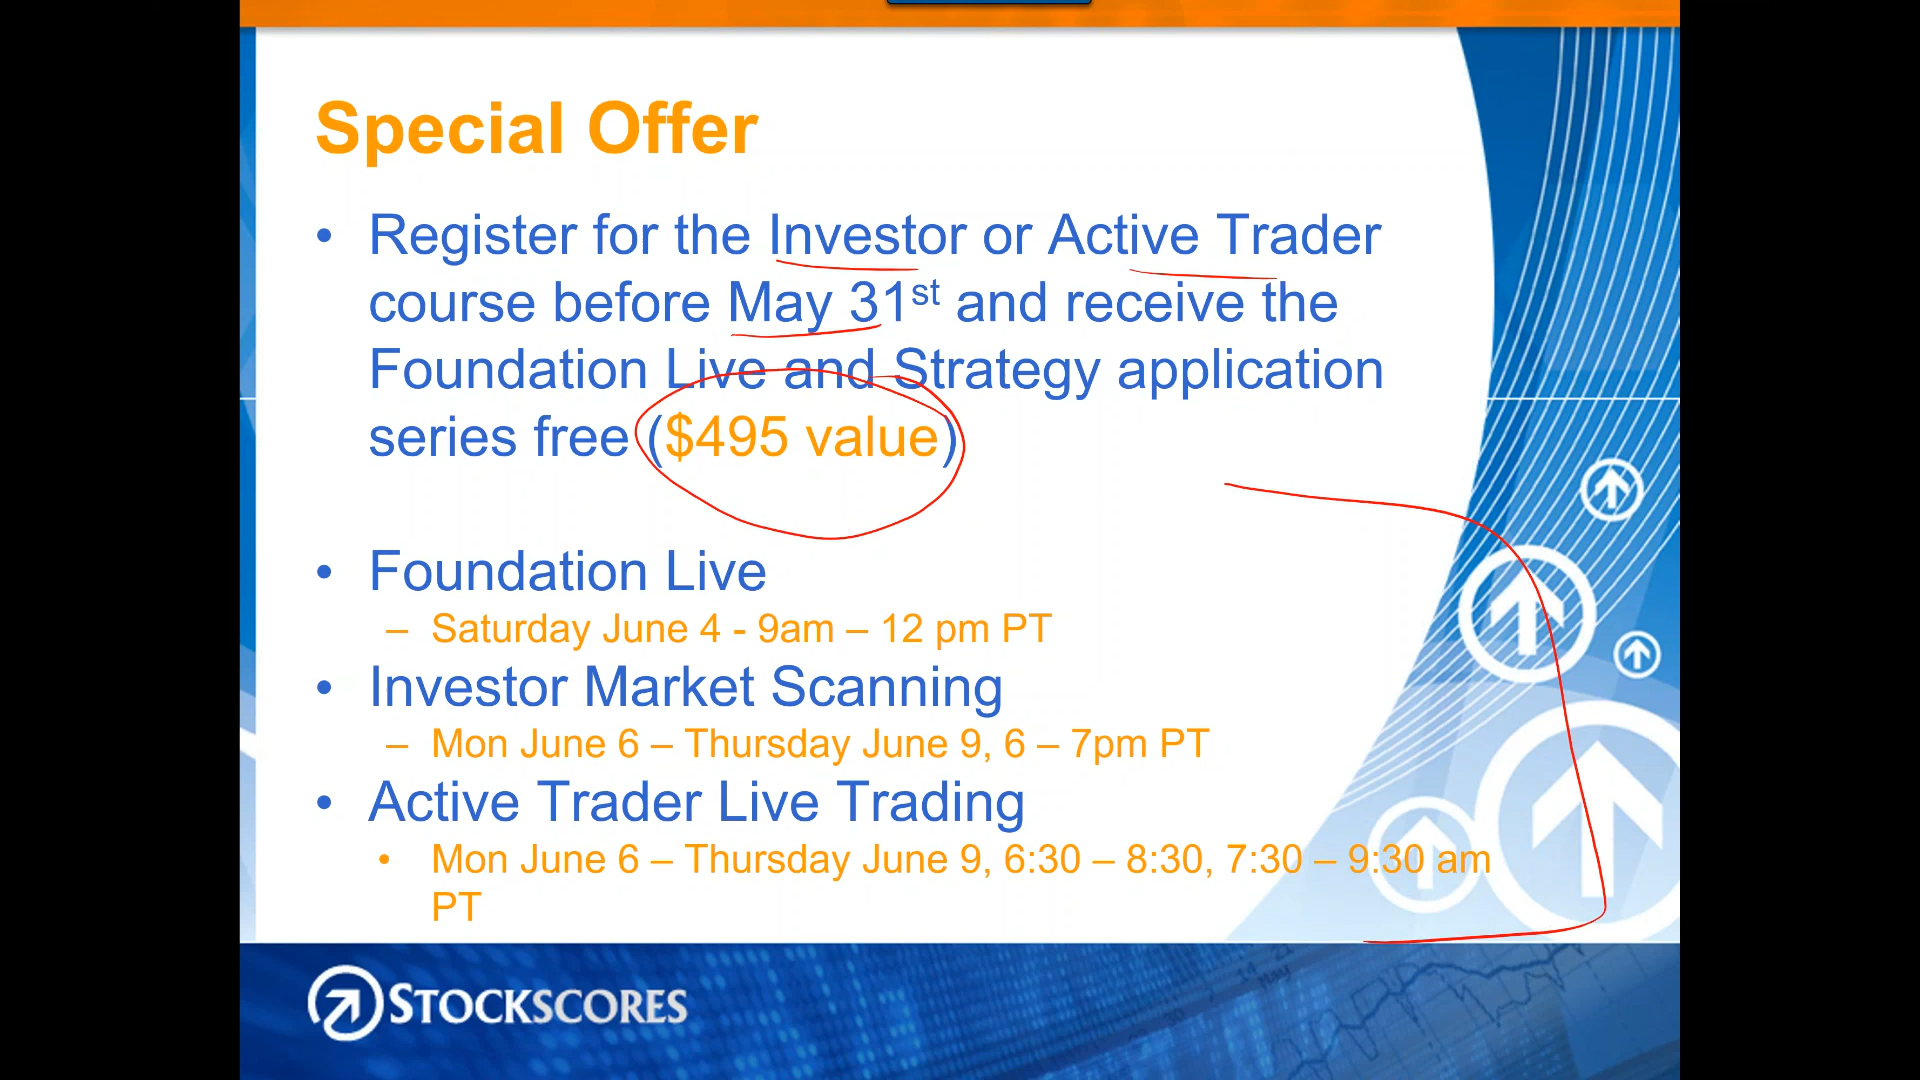 Special Offer
• Register for the Investor or Active Trader
course before May 31st and receive the
Foundation Live and Strategy application
series free ($495 value)
• Foundation Live
– Saturday June 4 - 9am – 12 pm PT
• Investor Market Scanning
– Mon June 6 – Thursday June 9, 6 – 7pm PT
• Active Trader Live Trading
• Mon June 6 – Thursday June 9, 6:30 – 8:30, 7:30 – 9:30 am
PT
STOCKSCORES